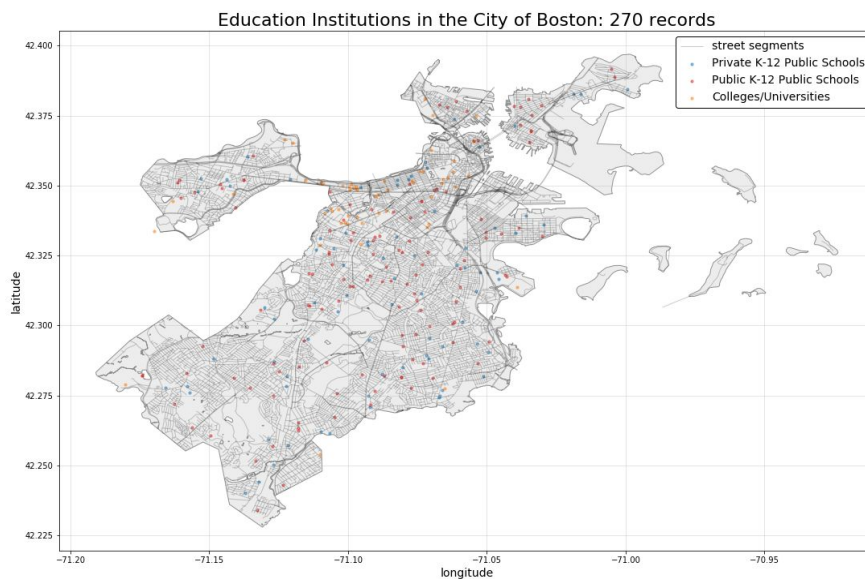 Education Institutions in the City of Boston: 270 records
street segments
Private K-12 Public Schools
Public K-12 Public Schools
Colleges/Universities
latitude
42.400
42.375
42.350
42.325
42.300
42.275
42.250
42.225
−71.20
−71.15
−71.10
−71.05
−71.00
−70.95
longitude